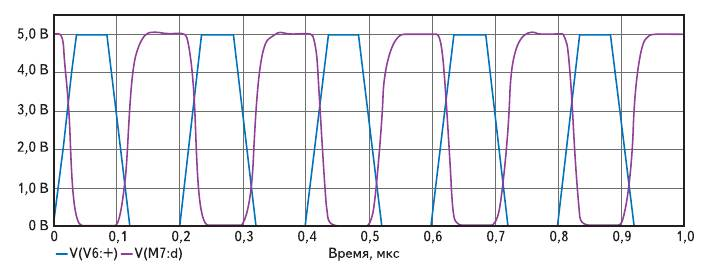 5,0 В
4,0 В
3,0 В
2,0 В
1,0 В
0 В
0 0,1 0,2 0,3 0,4 0,5 0,6 0,7 0,8 0,9 1,0
V(V6:+) V(M7:d) Время, мкс